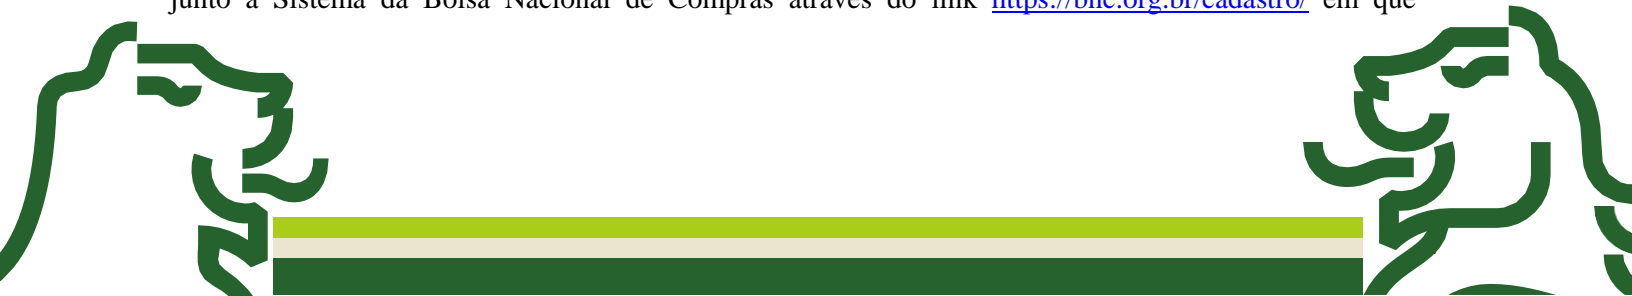 junto a Sistema da Bolsa Nacional de Compras através do link https://bnc.org.br/cadastro/ em que